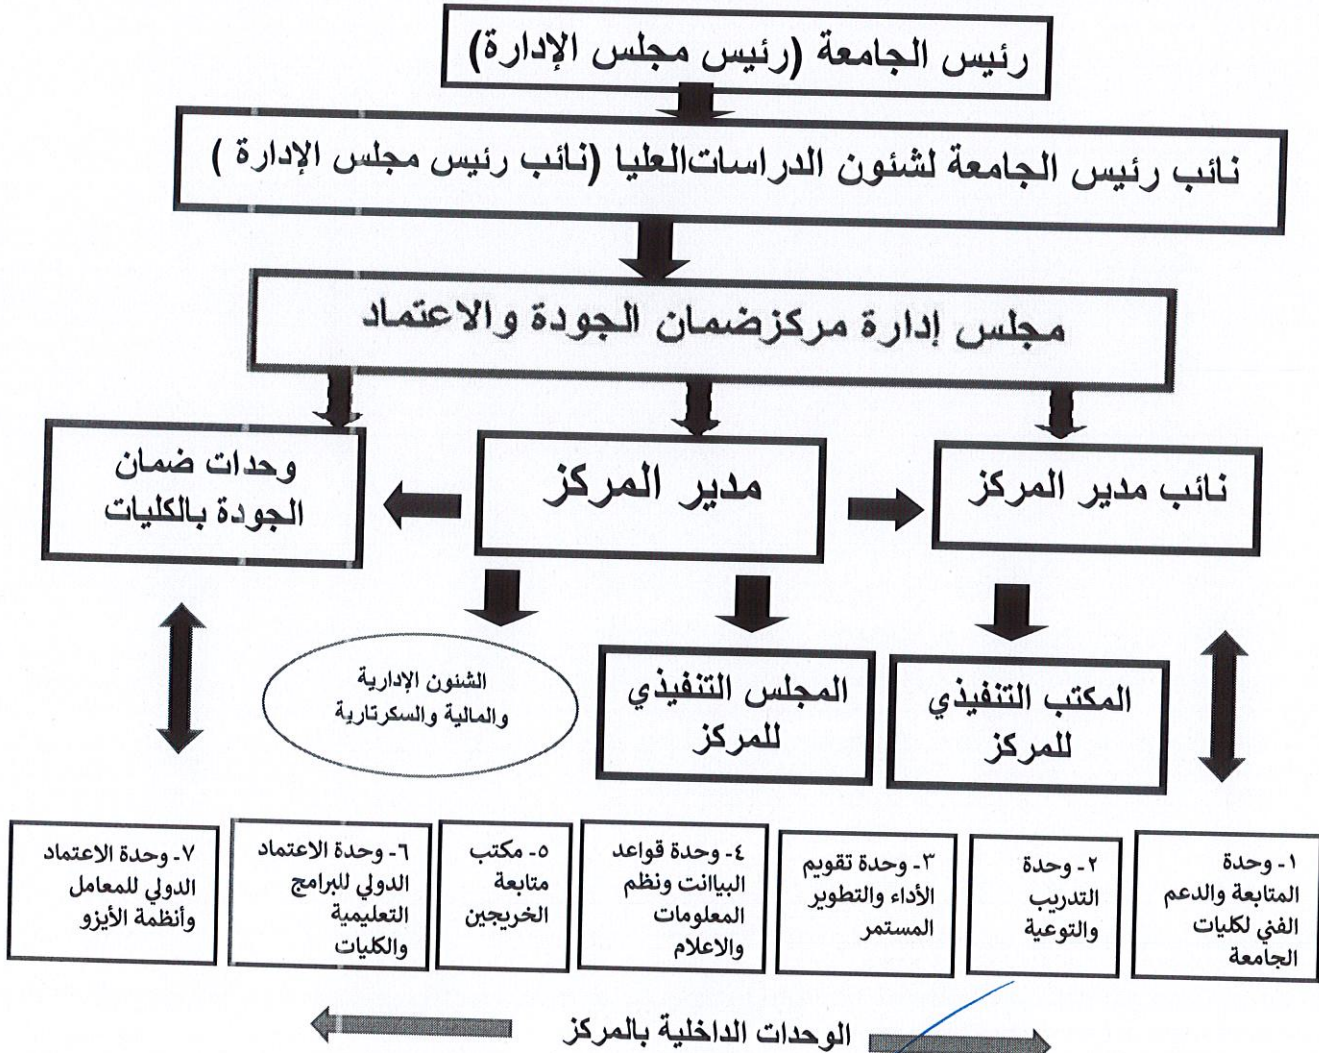 رئيس الجامعة (رئيس مجلس الإدارة)
نائب رئيس الجامعة لشئون الدراسات العليا (نائب رئيس مجلس الإدارة )
مجلس إدارة مركز ضمان الجودة والاعتماد
نائب مدير المركز
مدير المركز
وحدات ضمان
الجودة بالكليات
المكتب التنفيذي
للمركز
المجلس التنفيذي
للمركز
الشئون الإدارية
والمالية والسكرتارية
١- وحدة
المتابعة والدعم
الفني لكليات
الجامعة
٢- وحدة
التدريب
والتوعية
٣- وحدة تقويم
الأداء والتطوير
المستمر
٤- وحدة قواعد
البياانت ونظم
المعلومات
والاعلام
٥- مكتب
متابعة
الخريجين
٦- وحدة الاعتماد
الدولي للبرامج
التعليمية
والكليات
٧- وحدة الاعتماد
الدولي للمعامل
وأنظمة الأيزو
الوحدات الداخلية بالمركز